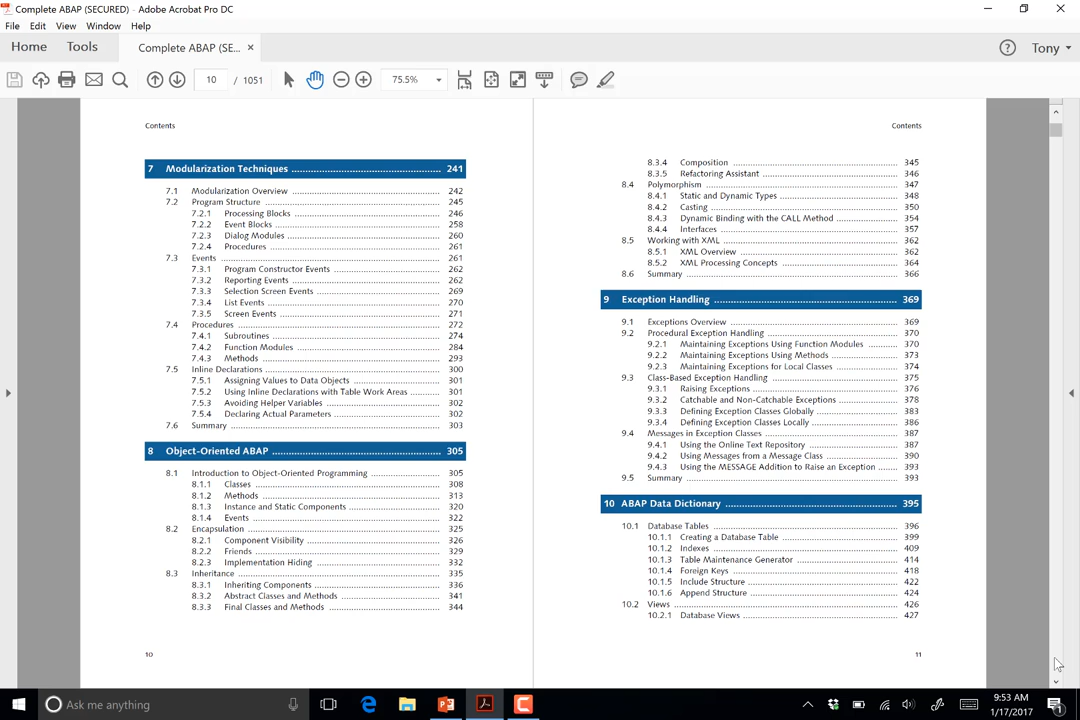 Complete ABAP (SECURED) - Adobe Acrobat Pro DC
File Edit View Window Help
Home Tools Complete ABAP (SE... × ? Tony
10 / 1051 75.5%
Contents
7 Modularization Techniques ........ 241
7.1 Modularization Overview ........ 242
7.2 Program Structure ........ 245
7.2.1 Processing Blocks ........ 246
7.2.2 Event Blocks ........ 258
7.2.3 Dialog Modules ........ 260
7.2.4 Procedures ........ 261
7.3 Events ........ 261
7.3.1 Program Constructor Events ........ 262
7.3.2 Reporting Events ........ 262
7.3.3 Selection Screen Events ........ 269
7.3.4 List Events ........ 270
7.3.5 Screen Events ........ 271
7.4 Procedures ........ 272
7.4.1 Subroutines ........ 274
7.4.2 Function Modules ........ 284
7.4.3 Methods ........ 293
7.5 Inline Declarations ........ 300
7.5.1 Assigning Values to Data Objects ........ 301
7.5.2 Using Inline Declarations with Table Work Areas ........ 301
7.5.3 Avoiding Helper Variables ........ 302
7.5.4 Declaring Actual Parameters ........ 302
7.6 Summary ........ 303
8 Object-Oriented ABAP ........ 305
8.1 Introduction to Object-Oriented Programming ........ 305
8.1.1 Classes ........ 308
8.1.2 Methods ........ 313
8.1.3 Instance and Static Components ........ 320
8.1.4 Events ........ 322
8.2 Encapsulation ........ 325
8.2.1 Component Visibility ........ 326
8.2.2 Friends ........ 329
8.2.3 Implementation Hiding ........ 332
8.3 Inheritance ........ 335
8.3.1 Inheriting Components ........ 336
8.3.2 Abstract Classes and Methods ........ 341
8.3.3 Final Classes and Methods ........ 344
10
Contents
8.3.4 Composition ........ 345
8.3.5 Refactoring Assistant ........ 346
8.4 Polymorphism ........ 347
8.4.1 Static and Dynamic Types ........ 348
8.4.2 Casting ........ 350
8.4.3 Dynamic Binding with the CALL Method ........ 354
8.4.4 Interfaces ........ 357
8.5 Working with XML ........ 362
8.5.1 XML Overview ........ 362
8.5.2 XML Processing Concepts ........ 364
8.6 Summary ........ 366
9 Exception Handling ........ 369
9.1 Exceptions Overview ........ 369
9.2 Procedural Exception Handling ........ 370
9.2.1 Maintaining Exceptions Using Function Modules ........ 370
9.2.2 Maintaining Exceptions Using Methods ........ 373
9.2.3 Maintaining Exceptions for Local Classes ........ 374
9.3 Class-Based Exception Handling ........ 375
9.3.1 Raising Exceptions ........ 376
9.3.2 Catchable and Non-Catchable Exceptions ........ 378
9.3.3 Defining Exception Classes Globally ........ 383
9.3.4 Defining Exception Classes Locally ........ 386
9.4 Messages in Exception Classes ........ 387
9.4.1 Using the Online Text Repository ........ 387
9.4.2 Using Messages from a Message Class ........ 390
9.4.3 Using the MESSAGE Addition to Raise an Exception ........ 393
9.5 Summary ........ 393
10 ABAP Data Dictionary ........ 395
10.1 Database Tables ........ 396
10.1.1 Creating a Database Table ........ 399
10.1.2 Indexes ........ 409
10.1.3 Table Maintenance Generator ........ 414
10.1.4 Foreign Keys ........ 418
10.1.5 Include Structure ........ 422
10.1.6 Append Structure ........ 424
10.2 Views ........ 426
10.2.1 Database Views ........ 427
11
Ask me anything
9:53 AM
1/17/2017